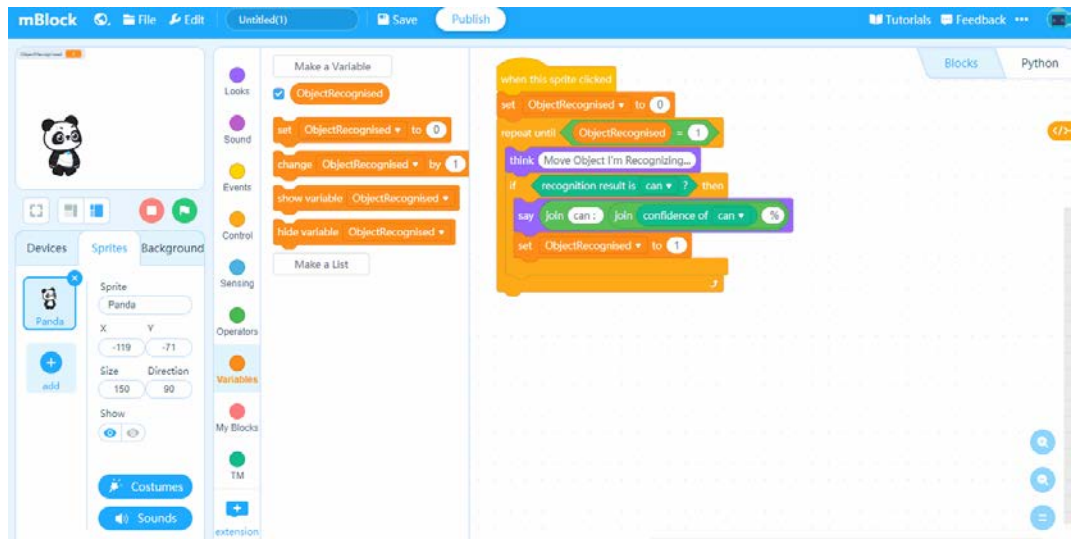 mBlock File Edit Untitled(1) Save Publish Tutorials Feedback
ObjectRecognised
Devices Sprites Background
Panda
add
Sprite
Panda
X Y
-119 -71
Size Direction
150 90
Show
Costumes
Sounds
Looks
Sound
Events
Control
Sensing
Operators
Variables
My Blocks
TM
extension
Make a Variable
ObjectRecognised
set ObjectRecognised to 0
change ObjectRecognised by 1
show variable ObjectRecognised
hide variable ObjectRecognised
Make a List
when this sprite clicked
set ObjectRecognised to 0
repeat until ObjectRecognised = 1
think Move Object I'm Recognizing...
if recognition result is can ? then
say join can : join confidence of can %
set ObjectRecognised to 1
Blocks Python